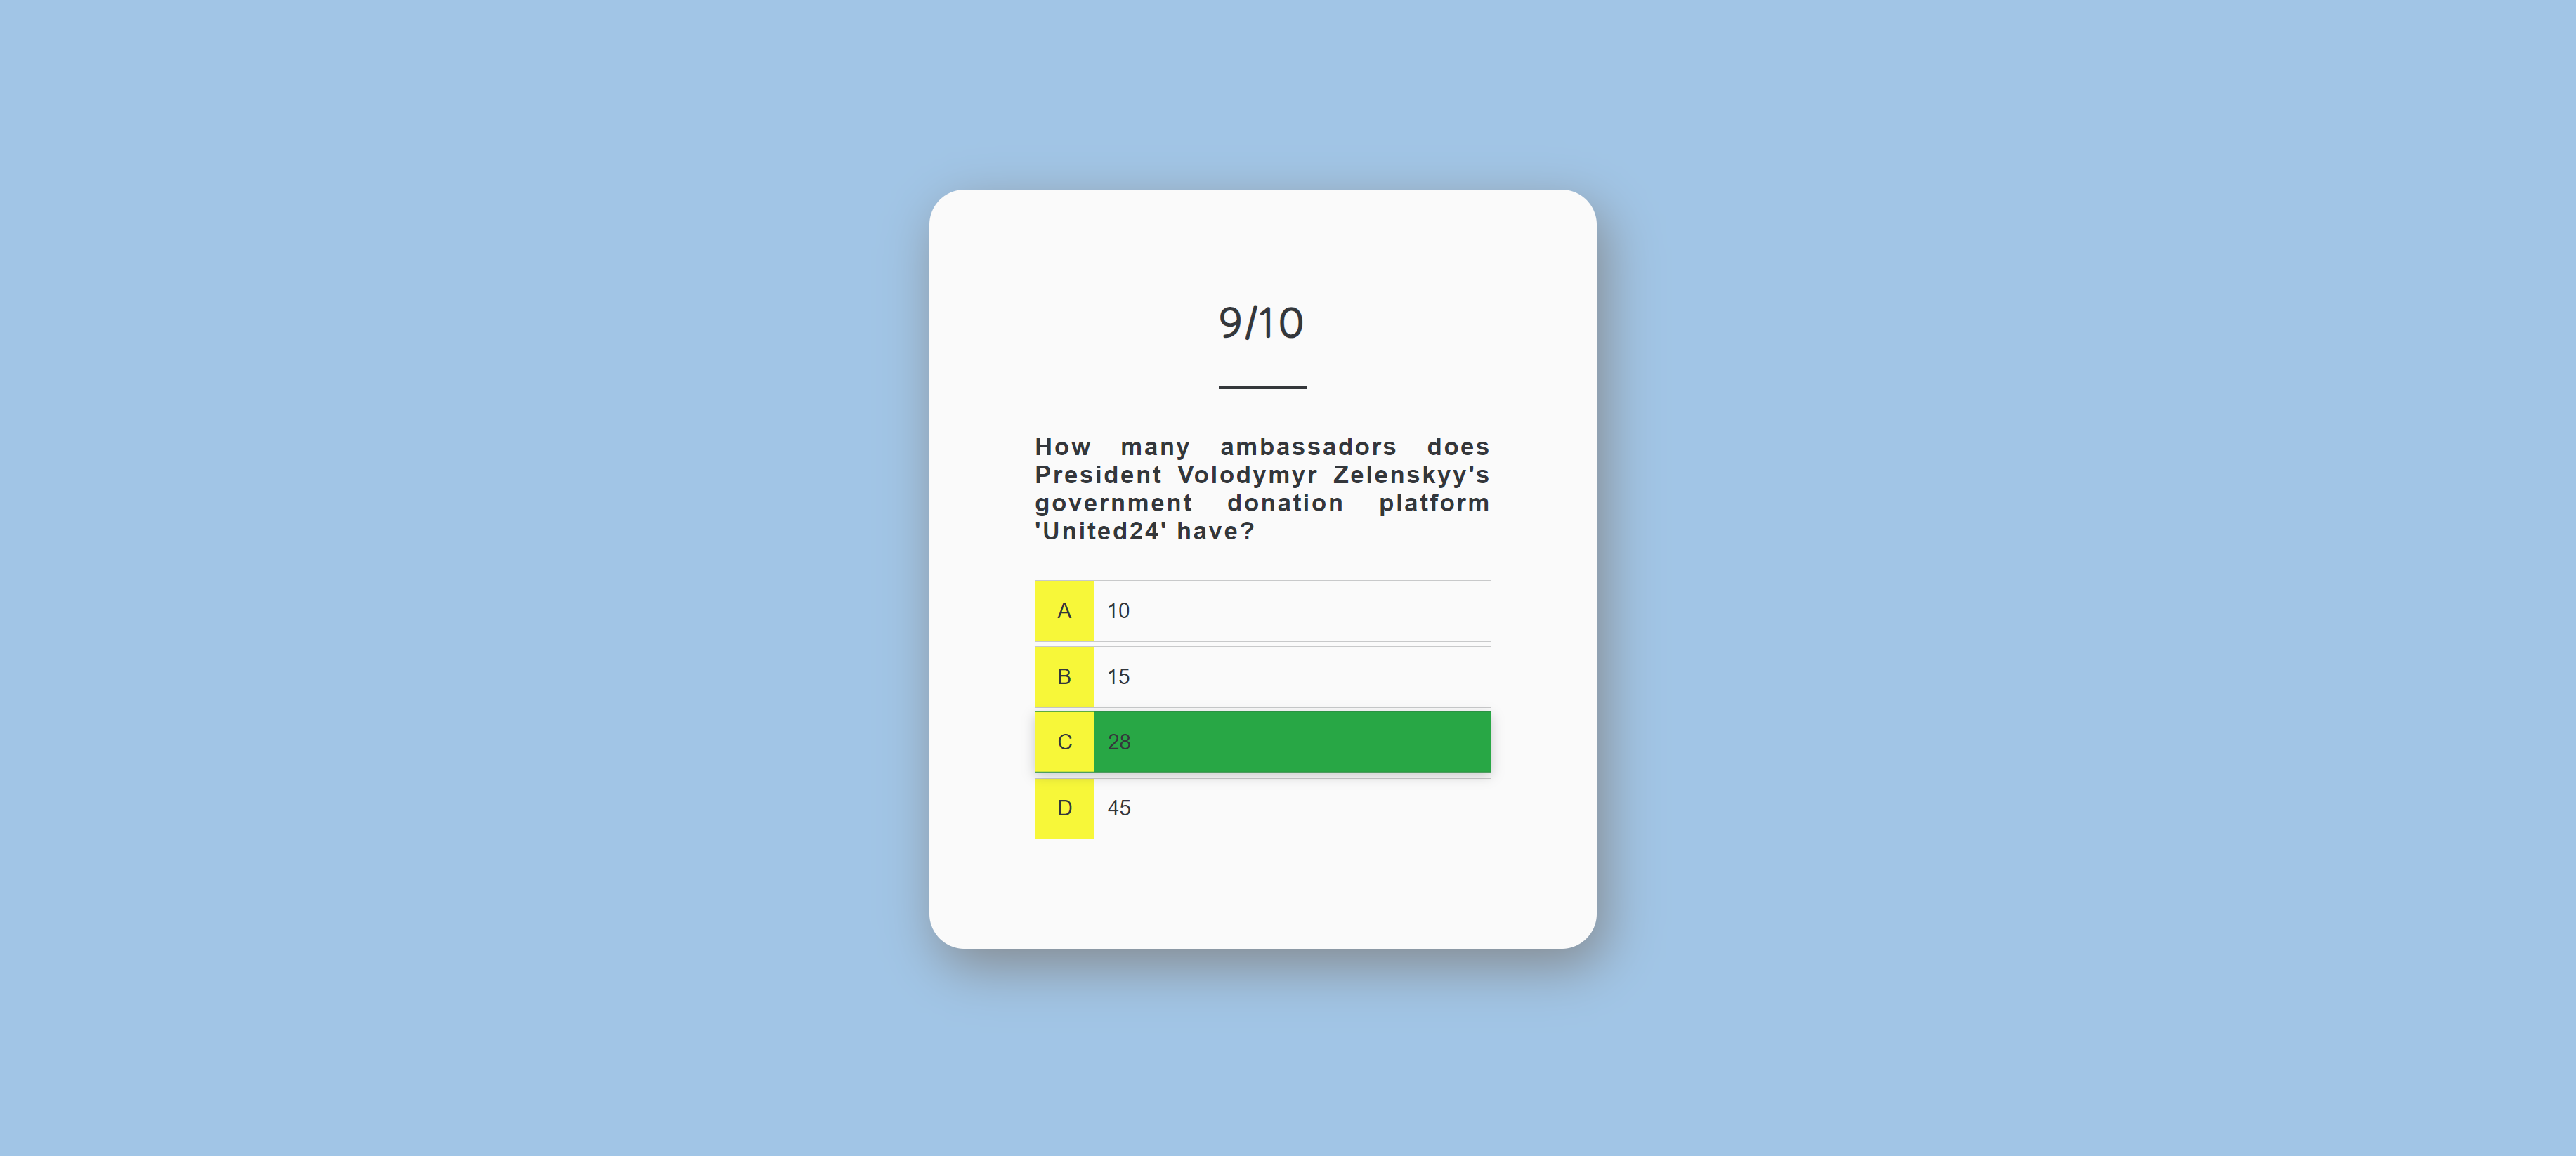 9/10
How many ambassadors does
President Volodymyr Zelenskyy's
government donation platform
'United24' have?
A 10
B 15
C 28
D 45